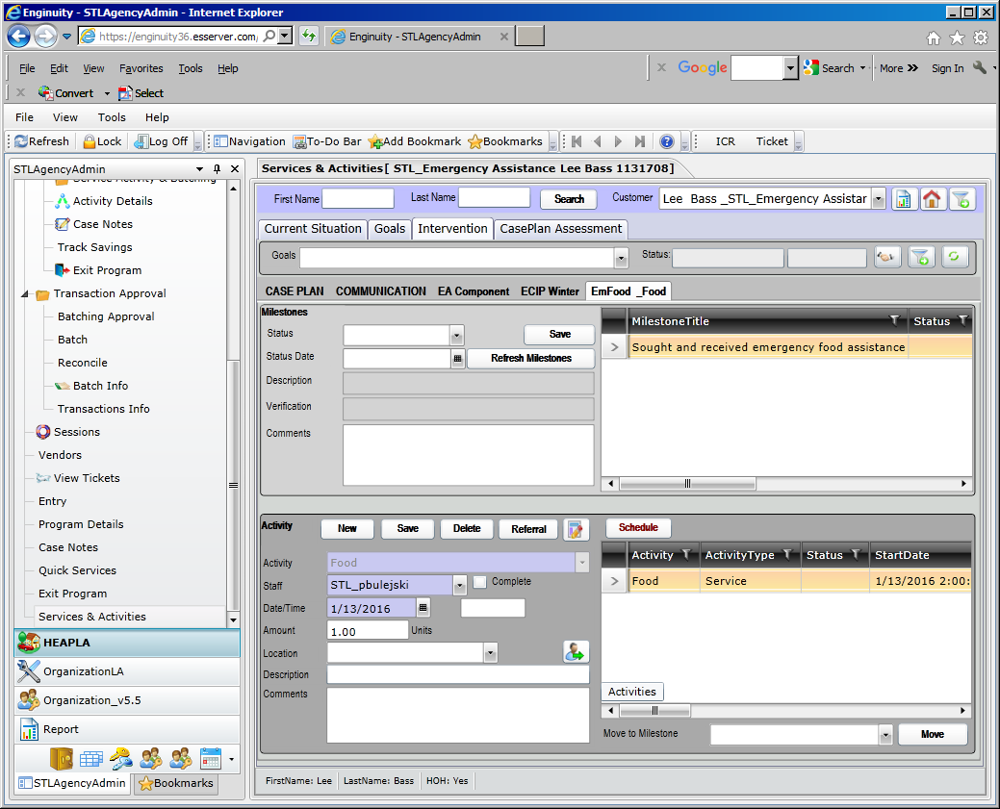 Enginuity - STLAgencyAdmin - Internet Explorer
https://enginuity36.esserver.com/
Enginuity - STLAgencyAdmin
File Edit View Favorites Tools Help
Google Search More Sign In
Convert Select
File View Tools Help
Refresh Lock Log Off Navigation To-Do Bar Add Bookmark Bookmarks ICR Ticket
STLAgencyAdmin
Service Activity & Batching
Activity Details
Case Notes
Track Savings
Exit Program
Transaction Approval
Batching Approval
Batch
Reconcile
Batch Info
Transactions Info
Sessions
Vendors
View Tickets
Entry
Program Details
Case Notes
Quick Services
Exit Program
Services & Activities
HEAPLA
OrganizationLA
Organization_v5.5
Report
STLAgencyAdmin Bookmarks
Services & Activities[ STL_Emergency Assistance Lee Bass 1131708]
First Name Last Name Search Customer Lee Bass _STL_Emergency Assistar
Current Situation Goals Intervention CasePlan Assessment
Goals Status:
CASE PLAN COMMUNICATION EA Component ECIP Winter EmFood _Food
Milestones
Status Save
Status Date Refresh Milestones
Description
Verification
Comments
MilestoneTitle Status
Sought and received emergency food assistance
Activity New Save Delete Referral
Activity Food
Staff STL_pbulejski Complete
Date/Time 1/13/2016
Amount 1.00 Units
Location
Description
Comments
Schedule
Activity ActivityType Status StartDate
Food Service 1/13/2016 2:00:
Activities
Move to Milestone Move
FirstName: Lee LastName: Bass HOH: Yes